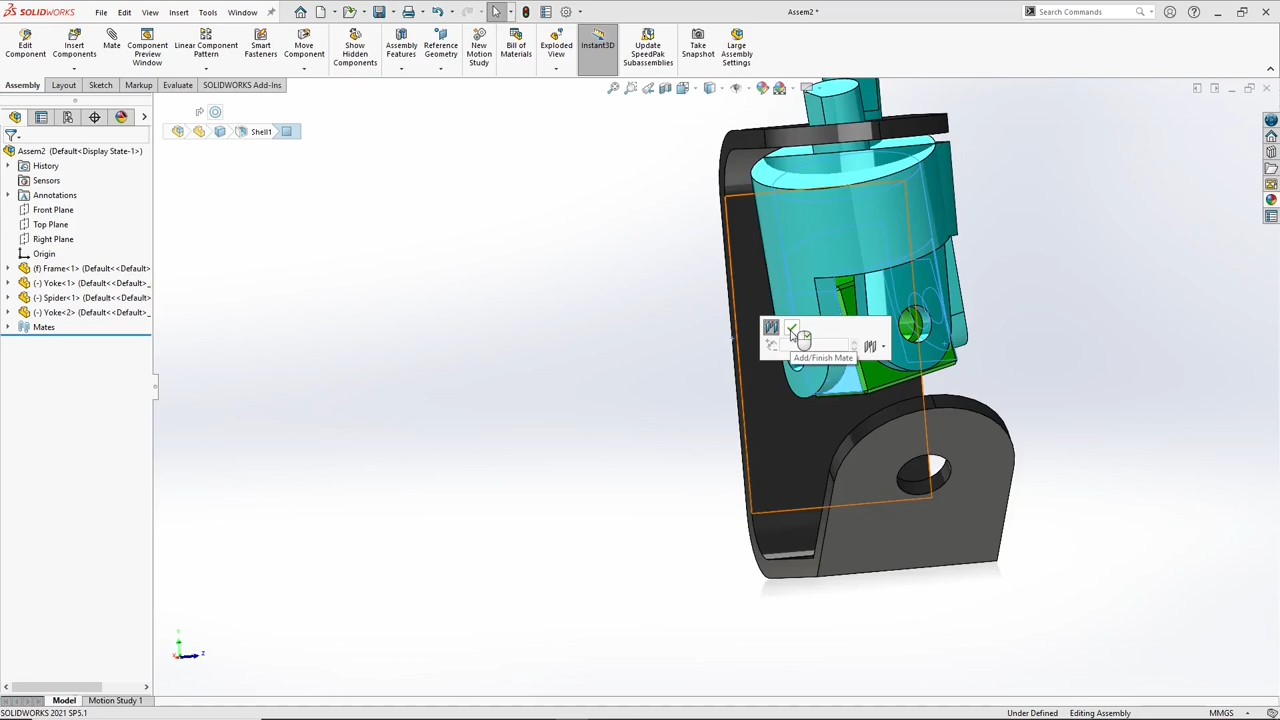 SOLIDWORKS File Edit View Insert Tools Window Assem2 * Search Commands
Edit Component
Insert Components
Mate
Component Preview Window
Linear Component Pattern
Smart Fasteners
Move Component
Show Hidden Components
Assembly Features
Reference Geometry
New Motion Study
Bill of Materials
Exploded View
Instant3D
Update SpeedPak Subassemblies
Take Snapshot
Large Assembly Settings
Assembly Layout Sketch Markup Evaluate SOLIDWORKS Add-Ins
Shell1
Assem2 (Default<Display State-1>)
History
Sensors
Annotations
Front Plane
Top Plane
Right Plane
Origin
(f) Frame<1> (Default<<Default>
(-) Yoke<1> (Default<<Default>_
(-) Spider<1> (Default<<Default>
(-) Yoke<2> (Default<<Default>_
Mates
Add/Finish Mate
Y
X
Z
Model Motion Study 1
SOLIDWORKS 2021 SP5.1 Under Defined Editing Assembly MMGS